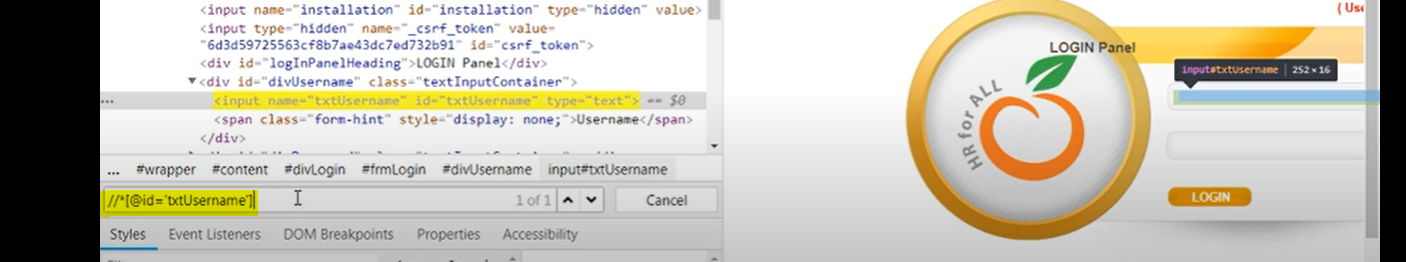 <input name="installation" id="installation" type="hidden" value>
<input type="hidden" name="_csrf_token" value=
"6d3d59725563cf8b7ae43dc7ed732b91" id="csrf_token">
<div id="logInPanelHeading">LOGIN Panel</div>
▼<div id="divUsername" class="textInputContainer">
... <input name="txtUsername" id="txtUsername" type="text"> == $0
<span class="form-hint" style="display: none;">Username</span>
</div>
... #wrapper #content #divLogin #frmLogin #divUsername input#txtUsername
//*[@id='txtUsername'] 1 of 1 Cancel
Styles Event Listeners DOM Breakpoints Properties Accessibility
( Use
LOGIN Panel
input#txtUsername | 252×16
HR for ALL
LOGIN